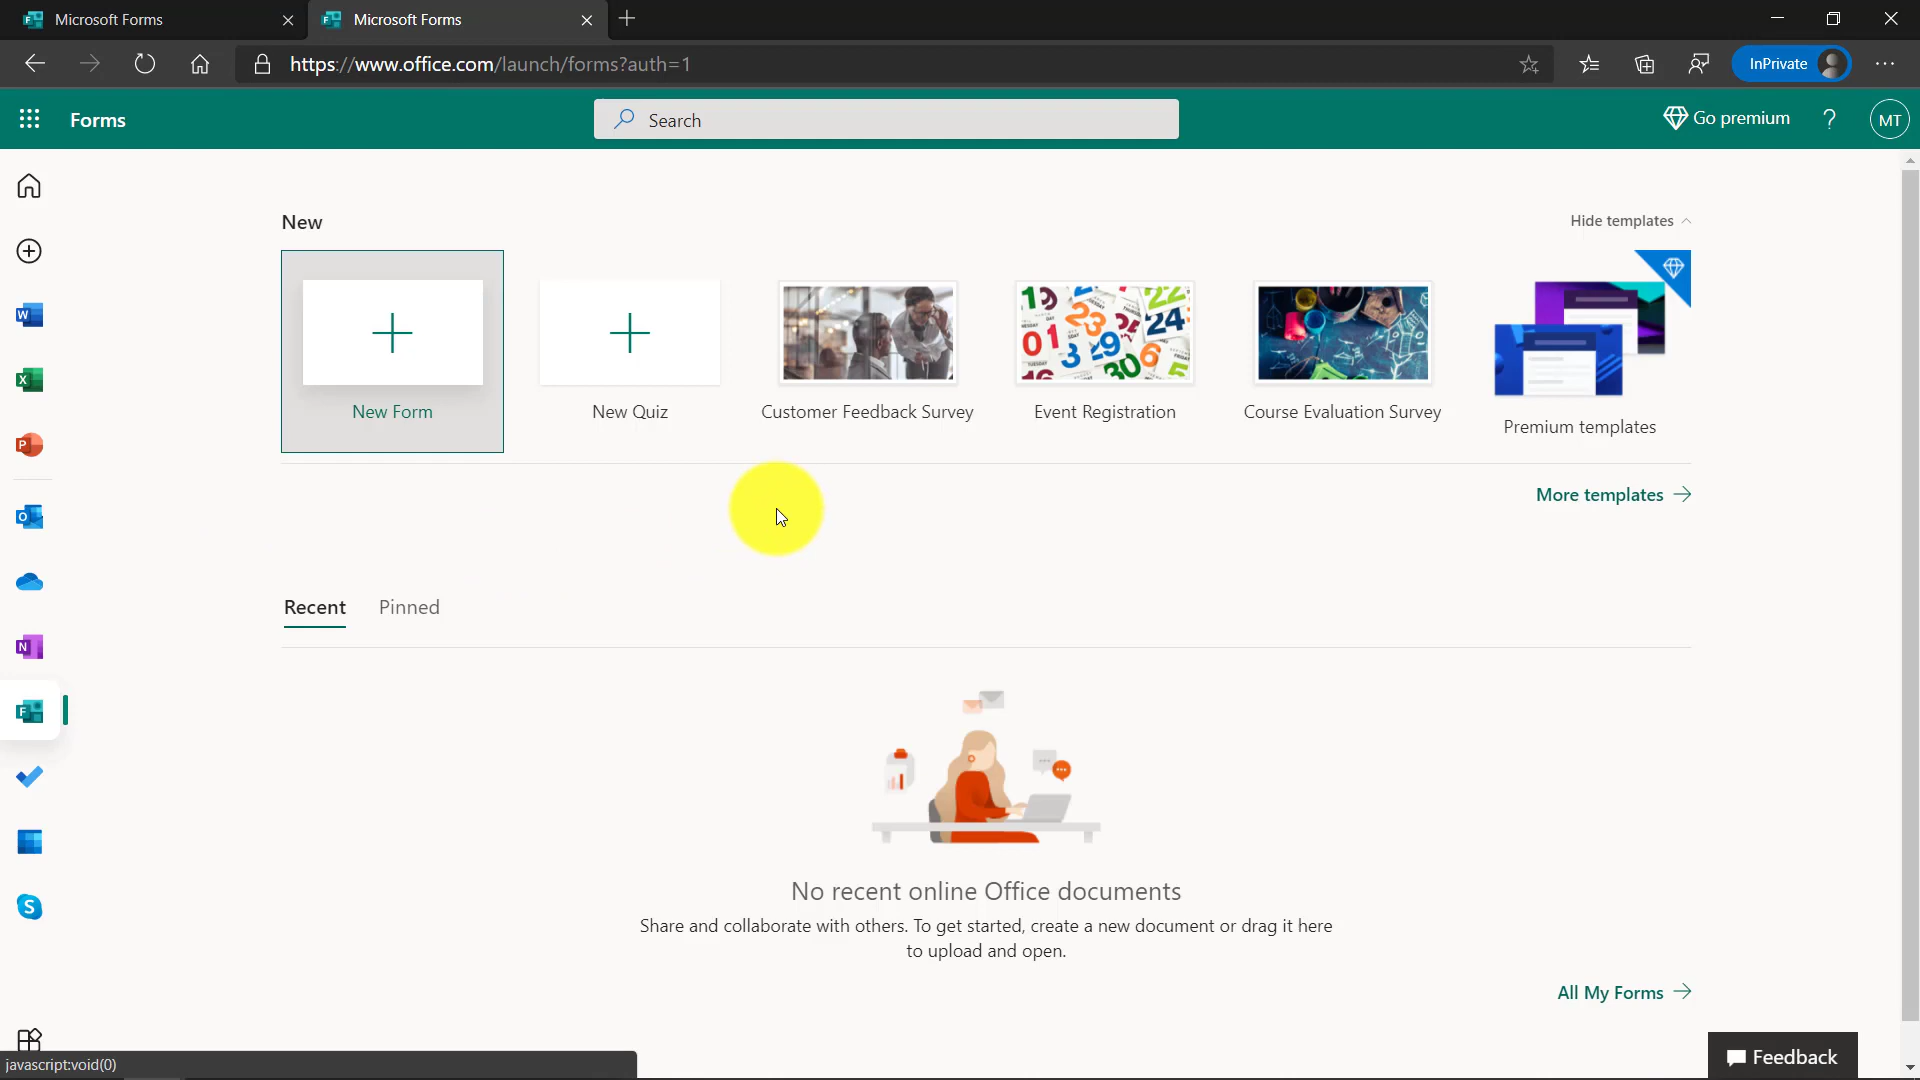 Microsoft Forms
Microsoft Forms
https://www.office.com/launch/forms?auth=1
InPrivate
Forms
Search
Go premium
?
MT
New
Hide templates
New Form
New Quiz
Customer Feedback Survey
Event Registration
Course Evaluation Survey
Premium templates
More templates
Recent
Pinned
No recent online Office documents
Share and collaborate with others. To get started, create a new document or drag it here
to upload and open.
All My Forms
Feedback
javascript:void(0)